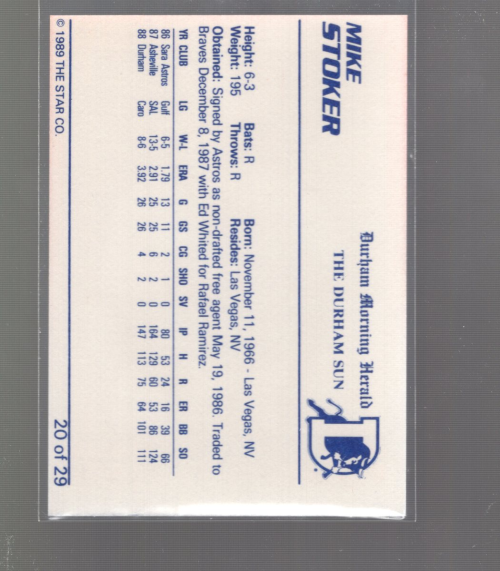 MIKE
STOKER
Durham Morning Herald
THE DURHAM SUN
Height: 6-3 Bats: R Born: November 11, 1966 - Las Vegas, NV
Weight: 195 Throws: R Resides: Las Vegas, NV
Obtained: Signed by Astros as non-drafted free agent May 19, 1986. Traded to
Braves December 8, 1987 with Ed Whited for Rafael Ramirez.
YR CLUB LG W-L ERA G GS CG SHO SV IP H R ER BB SO
86 Sara Astros Gulf 6-5 1.79 13 11 2 1 0 80 53 24 16 39 66
87 Asheville SAL 13-5 2.91 25 25 6 2 0 164 129 60 53 86 124
88 Durham Caro 8-6 3.92 26 26 4 2 0 147 113 75 64 101 111
© 1989 THE STAR CO. 20 of 29